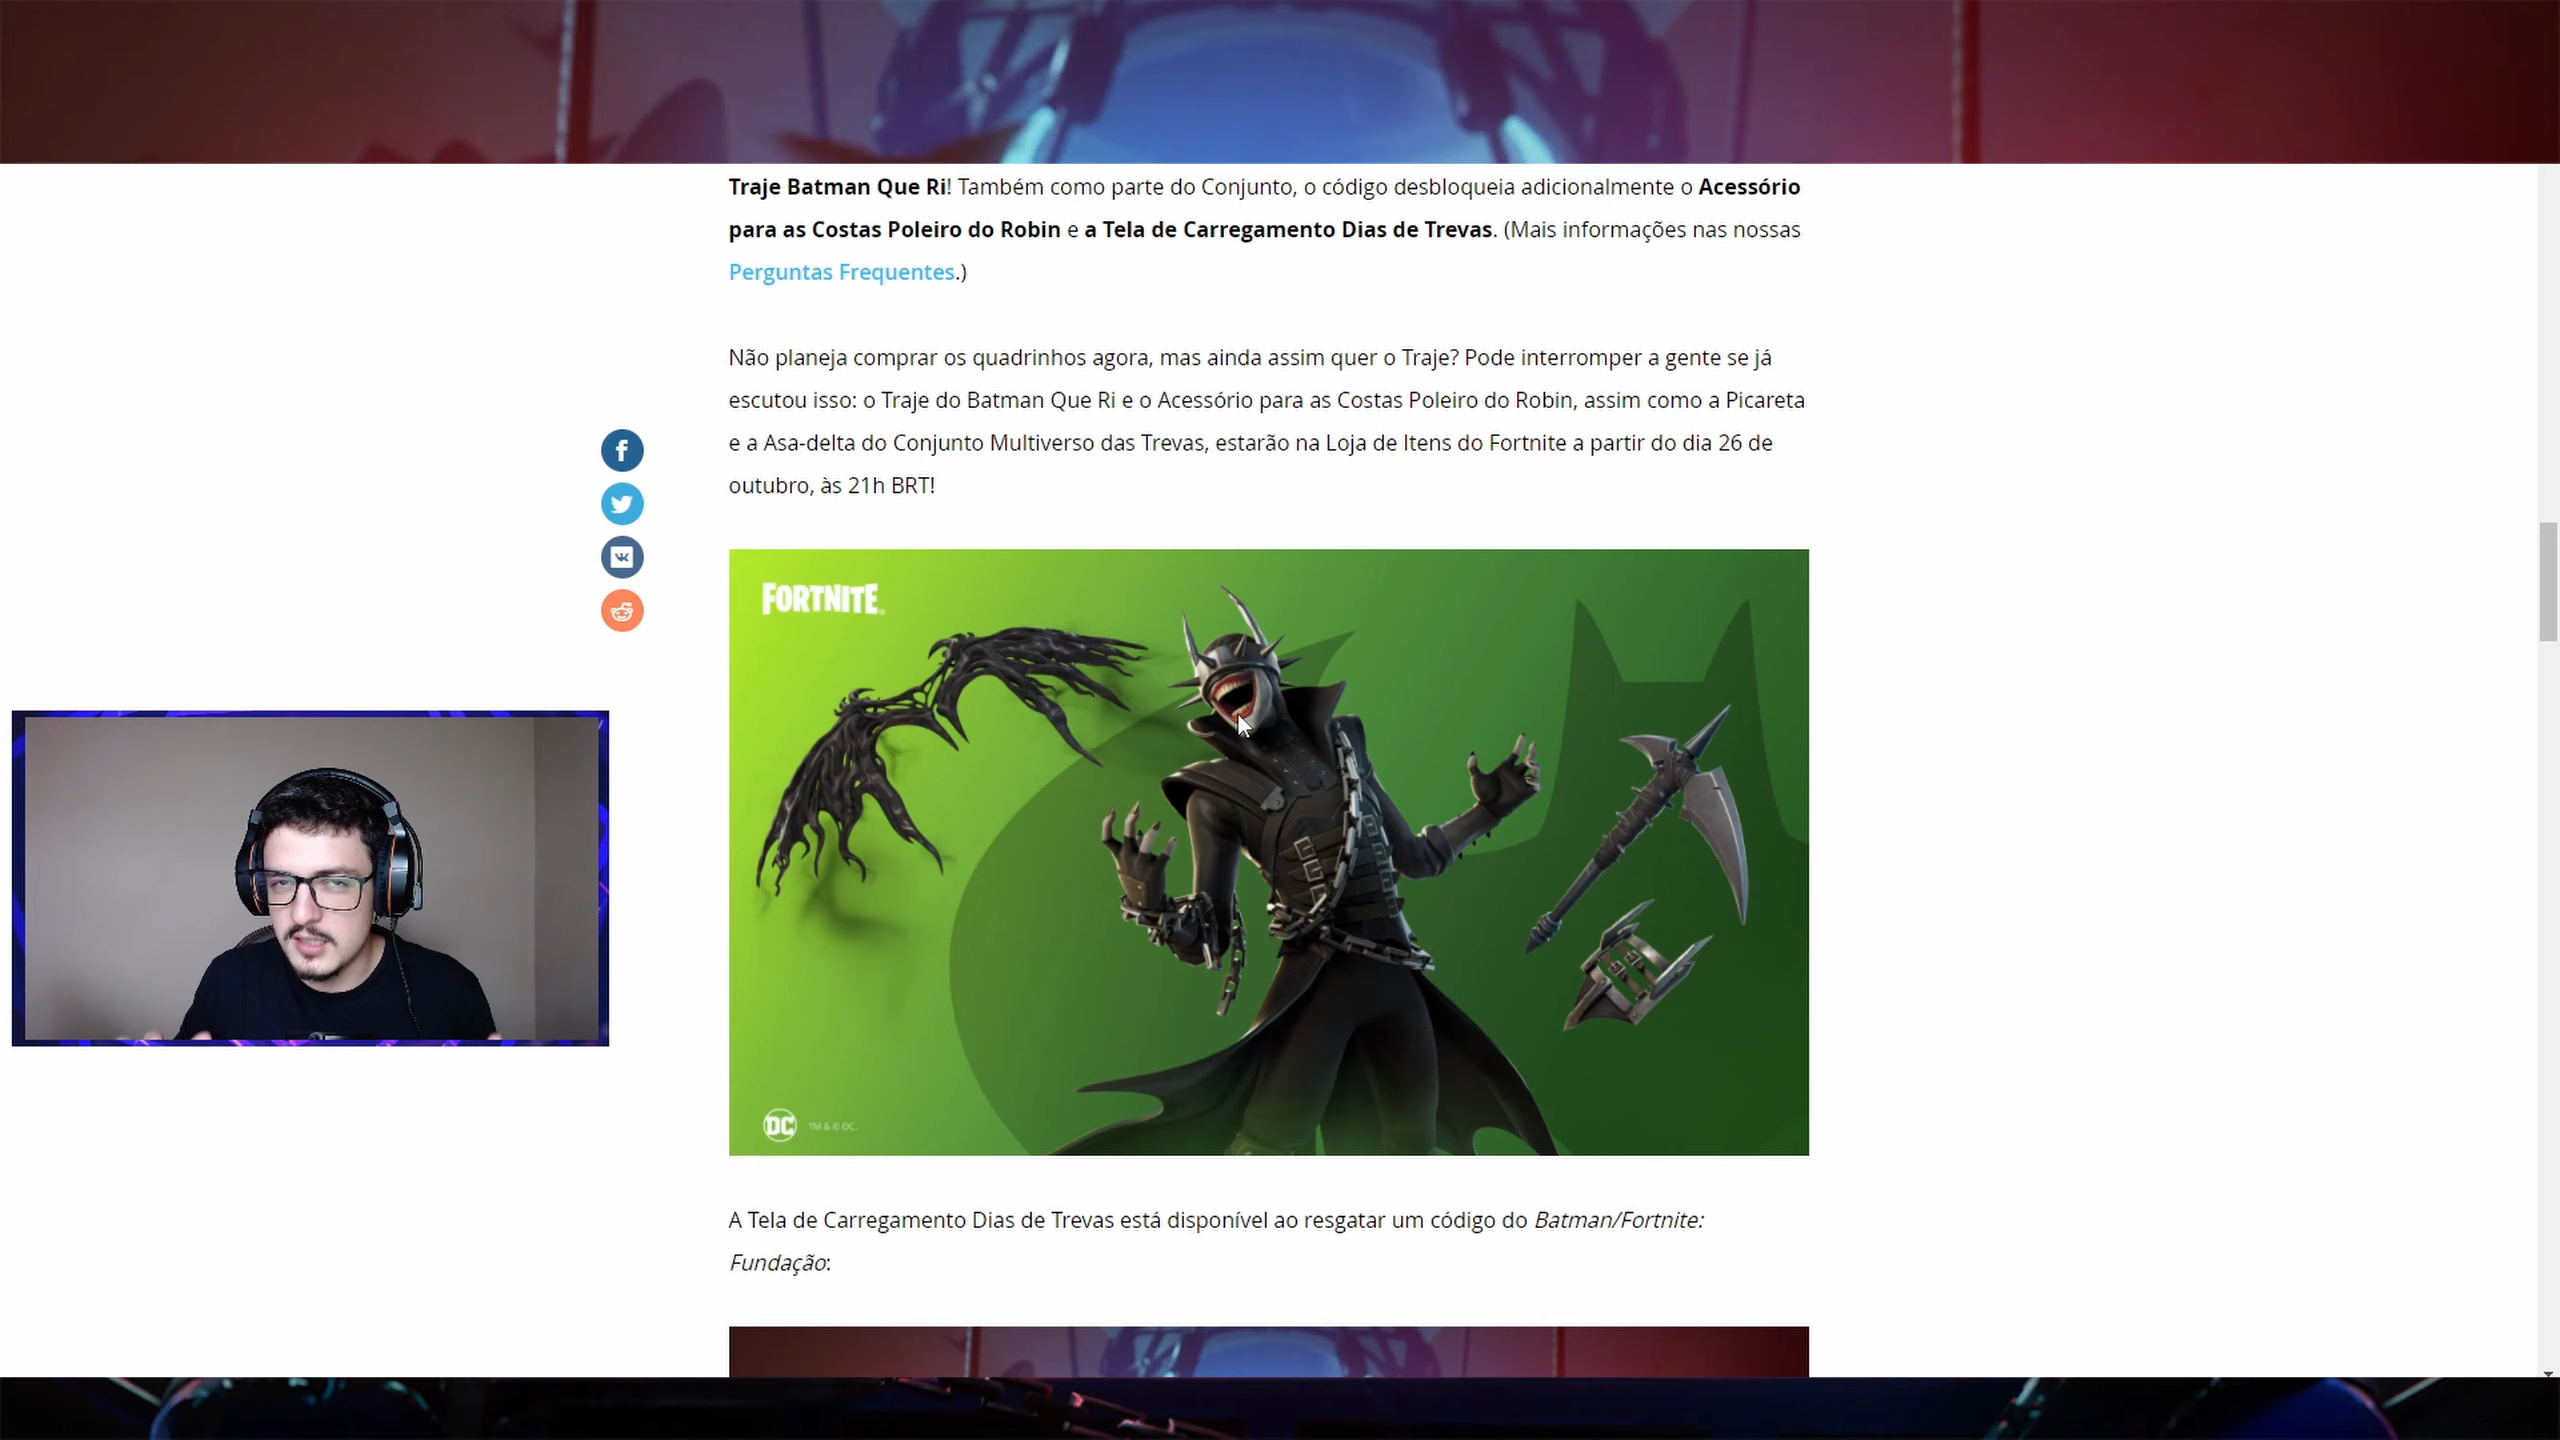 Traje Batman Que Ri! Também como parte do Conjunto, o código desbloqueia adicionalmente o Acessório
para as Costas Poleiro do Robin e a Tela de Carregamento Dias de Trevas. (Mais informações nas nossas
Perguntas Frequentes.)
Não planeja comprar os quadrinhos agora, mas ainda assim quer o Traje? Pode interromper a gente se já
escutou isso: o Traje do Batman Que Ri e o Acessório para as Costas Poleiro do Robin, assim como a Picareta
e a Asa-delta do Conjunto Multiverso das Trevas, estarão na Loja de Itens do Fortnite a partir do dia 26 de
outubro, às 21h BRT!
FORTNITE
DC TM & © DC.
A Tela de Carregamento Dias de Trevas está disponível ao resgatar um código do Batman/Fortnite:
Fundação: